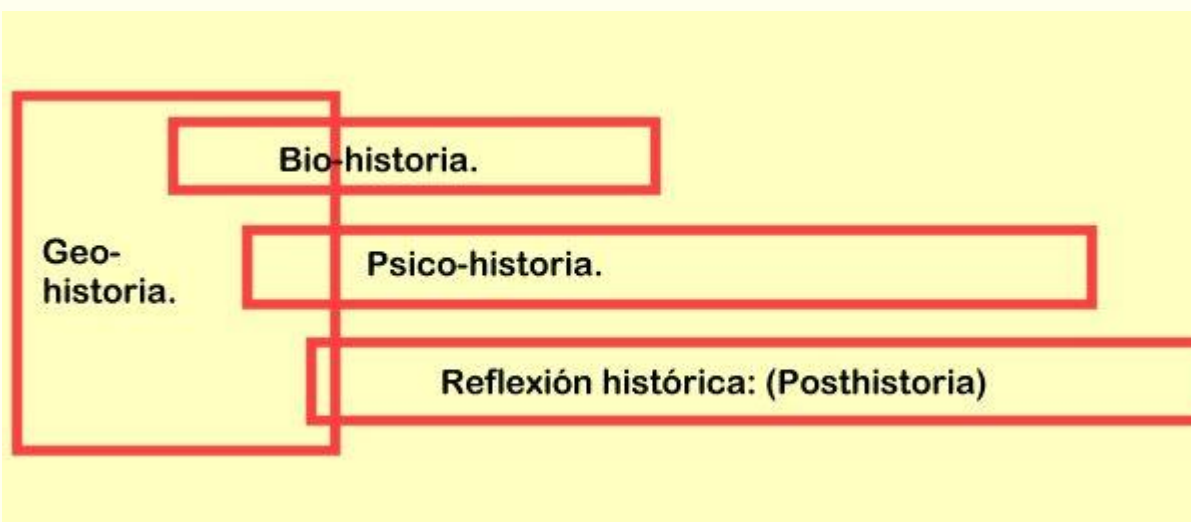 Bio-historia.
Geo-
historia.
Psico-historia.
Reflexión histórica: (Posthistoria)